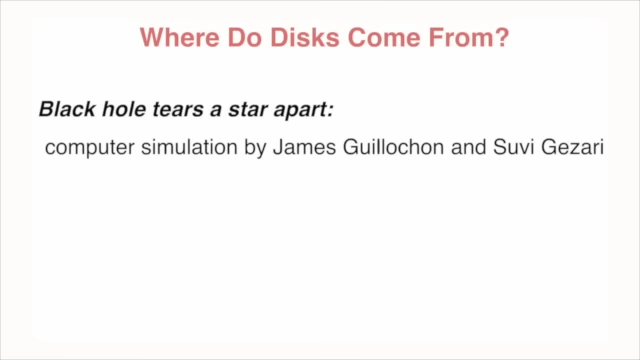 Where Do Disks Come From?
Black hole tears a star apart:
computer simulation by James Guillochon and Suvi Gezari